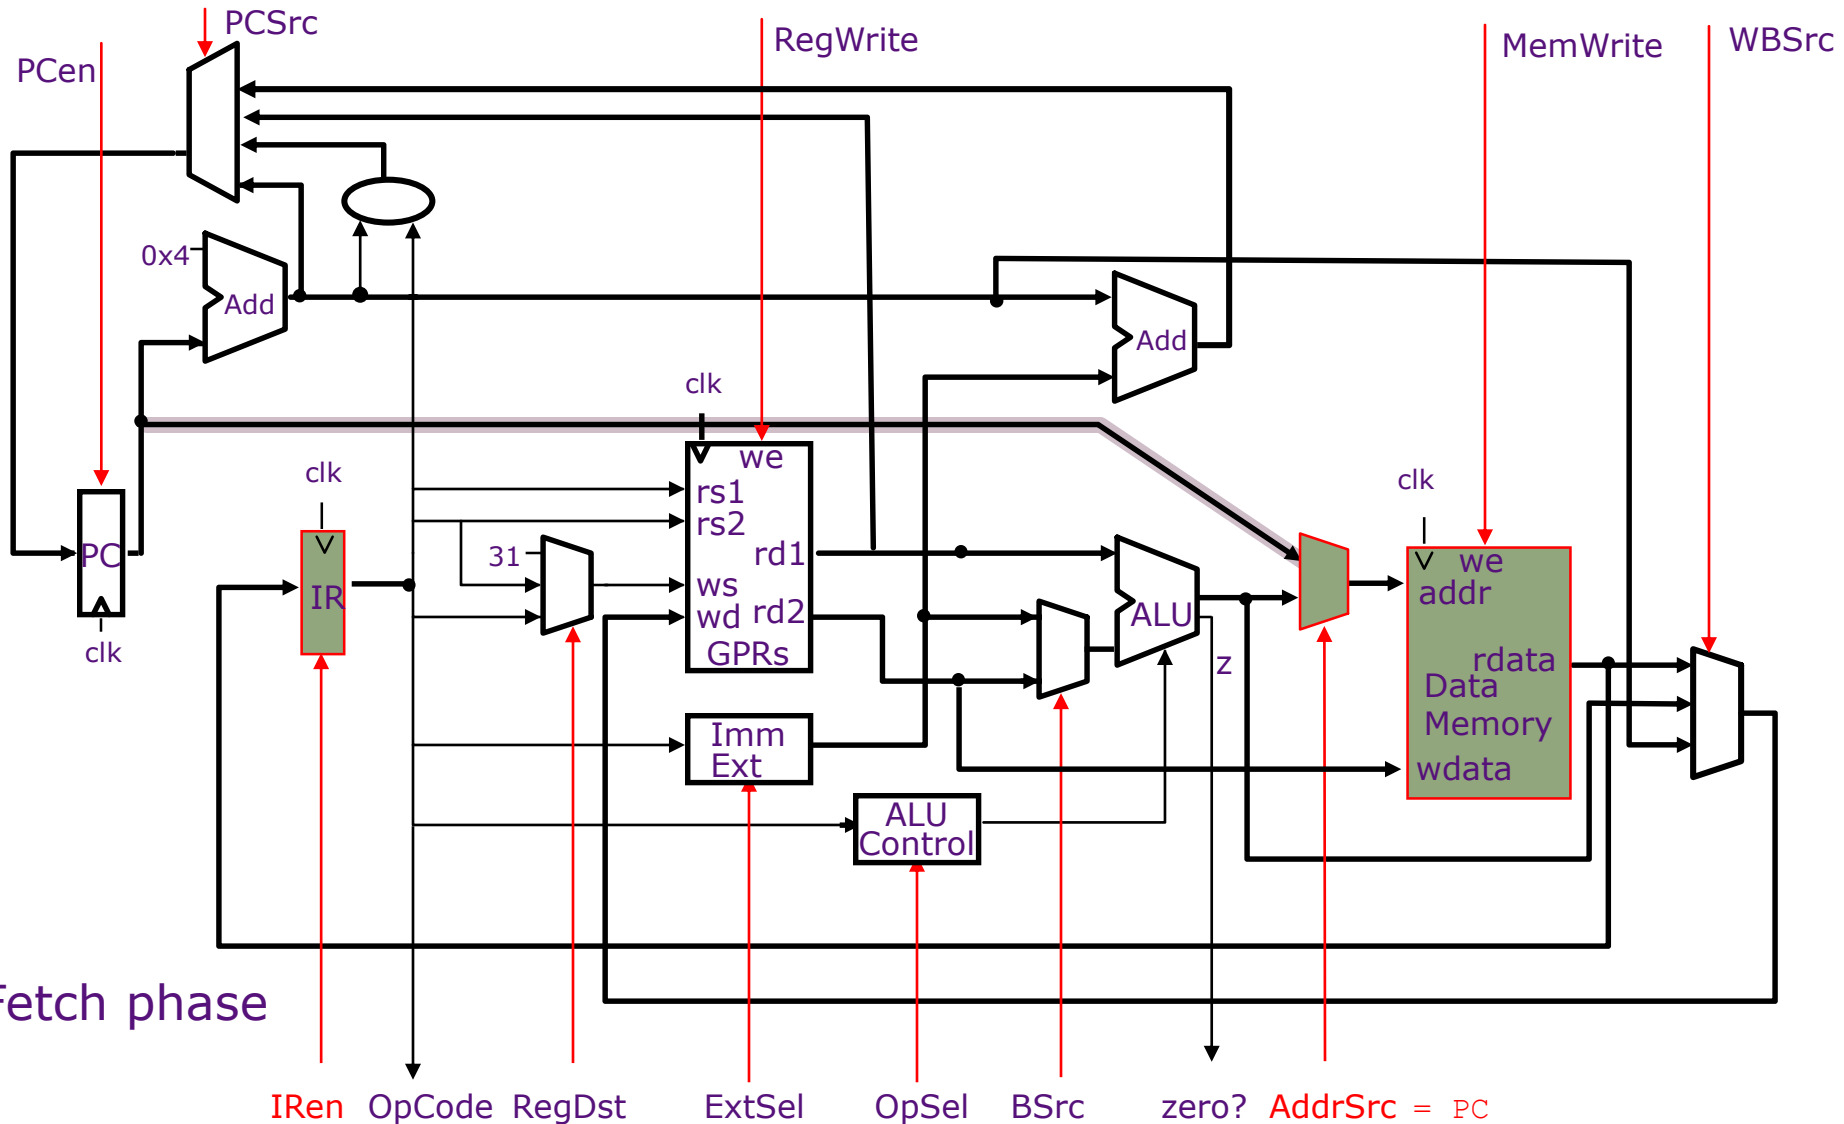 PCSrc
PCen
RegWrite
MemWrite
WBSrc
0x4
Add
Add
clk
clk
clk
we
rs1
rs2
rd1
31
ws
wd
rd2
GPRs
PC
clk
IR
ALU
z
we
addr
rdata
Data
Memory
wdata
Imm
Ext
ALU
Control
Fetch phase
IRen
OpCode
RegDst
ExtSel
OpSel
BSrc
zero?
AddrSrc = PC